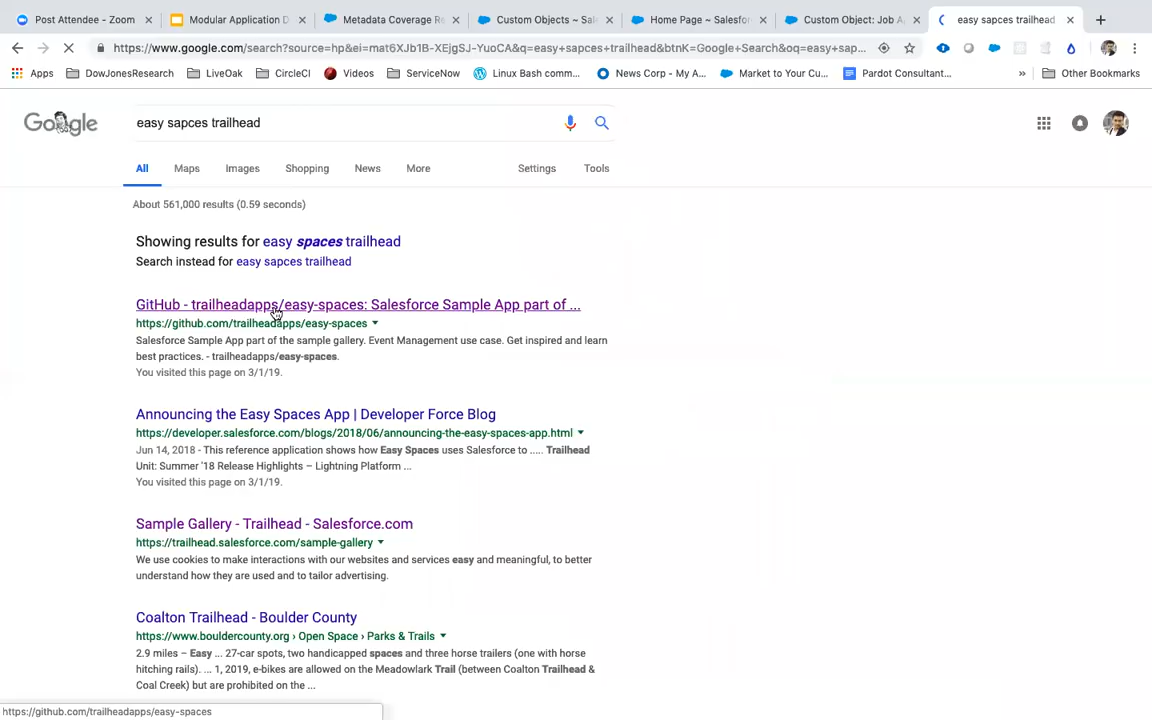 Post Attendee - Zoom
Modular Application D
Metadata Coverage Re
Custom Objects ~ Sal
Home Page ~ Salesfor
Custom Object: Job A
easy sapces trailhead
https://www.google.com/search?source=hp&ei=mat6XJb1B-XEjgSJ-YuoCA&q=easy+sapces+trailhead&btnK=Google+Search&oq=easy+sap...
Apps
DowJonesResearch
LiveOak
CircleCI
Videos
ServiceNow
Linux Bash comm...
News Corp - My A...
Market to Your Cu...
Pardot Consultant...
»
Other Bookmarks
Google
easy sapces trailhead
All
Maps
Images
Shopping
News
More
Settings
Tools
About 561,000 results (0.59 seconds)
Showing results for easy spaces trailhead
Search instead for easy sapces trailhead
GitHub - trailheadapps/easy-spaces: Salesforce Sample App part of ...
https://github.com/trailheadapps/easy-spaces
Salesforce Sample App part of the sample gallery. Event Management use case. Get inspired and learn
best practices. - trailheadapps/easy-spaces.
You visited this page on 3/1/19.
Announcing the Easy Spaces App | Developer Force Blog
https://developer.salesforce.com/blogs/2018/06/announcing-the-easy-spaces-app.html
Jun 14, 2018 - This reference application shows how Easy Spaces uses Salesforce to ..... Trailhead
Unit: Summer '18 Release Highlights – Lightning Platform ...
You visited this page on 3/1/19.
Sample Gallery - Trailhead - Salesforce.com
https://trailhead.salesforce.com/sample-gallery
We use cookies to make interactions with our websites and services easy and meaningful, to better
understand how they are used and to tailor advertising.
Coalton Trailhead - Boulder County
https://www.bouldercounty.org › Open Space › Parks & Trails
2.9 miles – Easy ... 27-car spots, two handicapped spaces and three horse trailers (one with horse
hitching rails). ... 1, 2019, e-bikes are allowed on the Meadowlark Trail (between Coalton Trailhead &
Coal Creek) but are prohibited on the ...
https://github.com/trailheadapps/easy-spaces